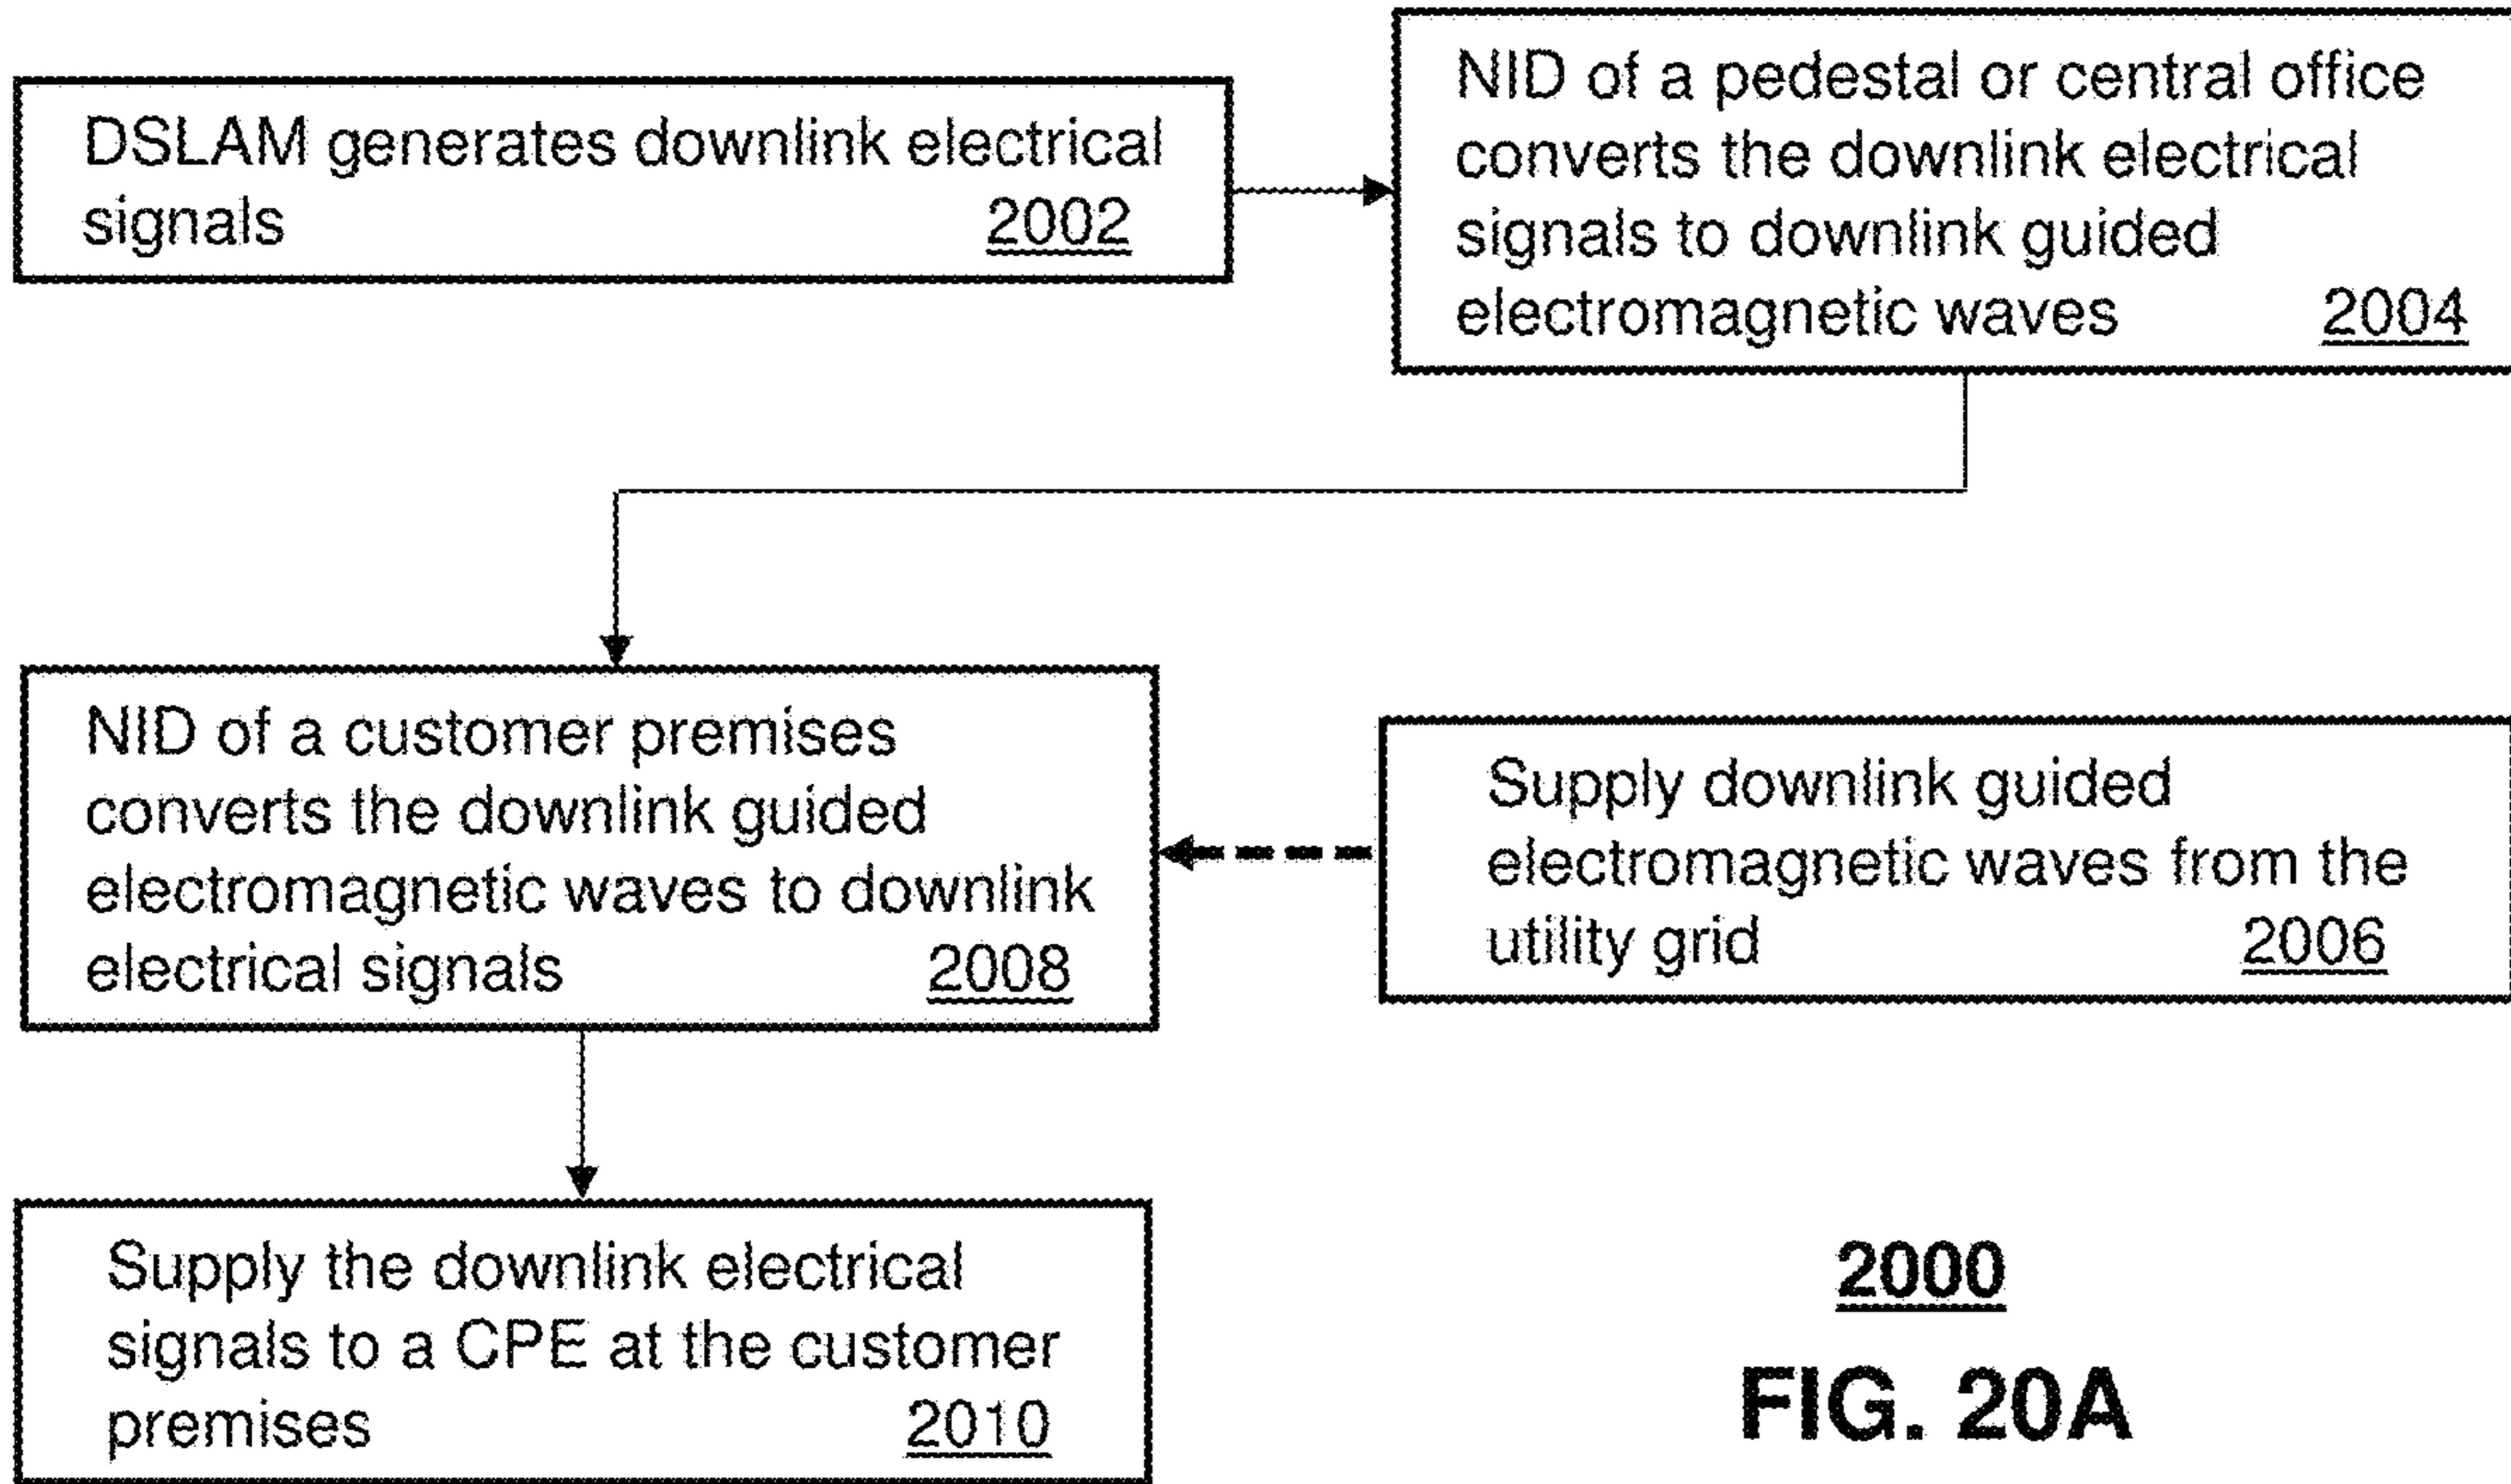 DSLAM generates downlink electrical
signals 2002
NID of a pedestal or central office
converts the downlink electrical
signals to downlink guided
electromagnetic waves 2004
NID of a customer premises
converts the downlink guided
electromagnetic waves to downlink
electrical signals 2008
Supply downlink guided
electromagnetic waves from the
utility grid 2006
Supply the downlink electrical
signals to a CPE at the customer
premises 2010
2000
FIG. 20A